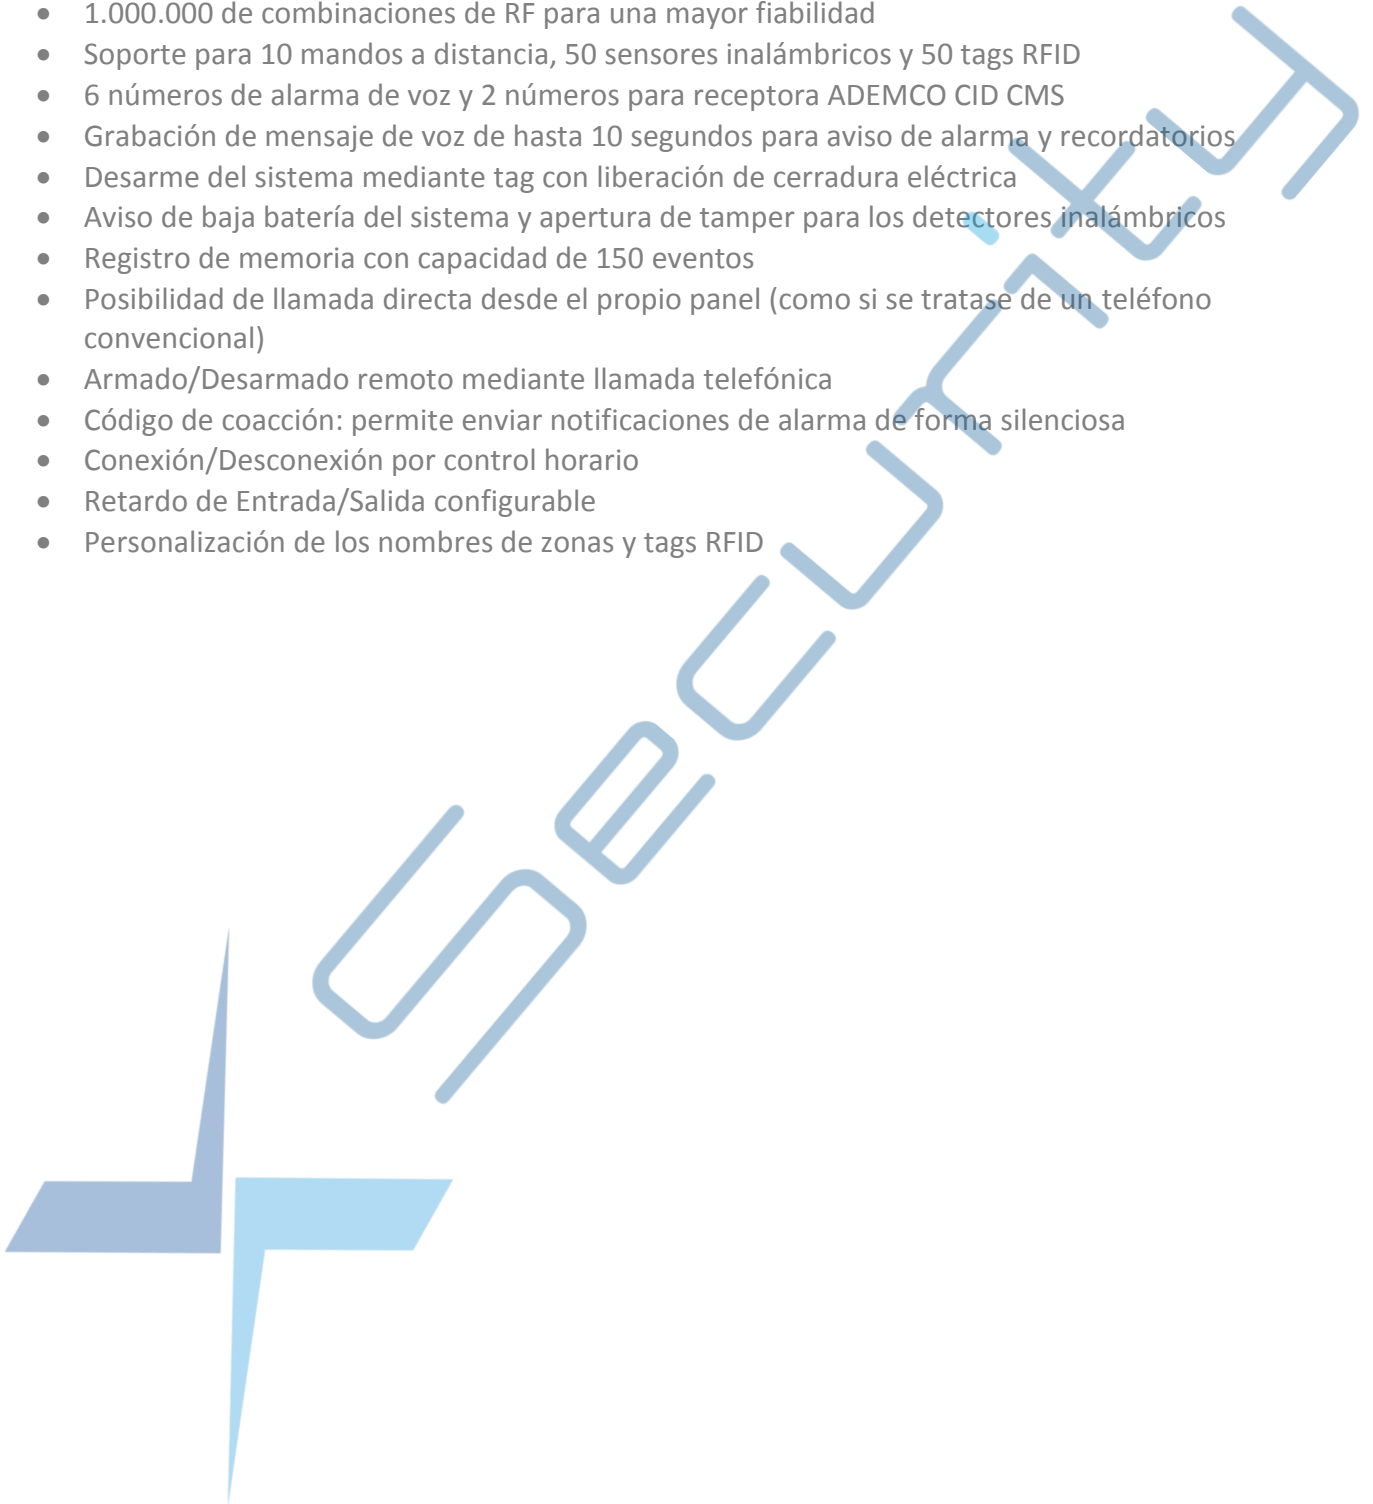 • 1.000.000 de combinaciones de RF para una mayor fiabilidad
• Soporte para 10 mandos a distancia, 50 sensores inalámbricos y 50 tags RFID
• 6 números de alarma de voz y 2 números para receptora ADEMCO CID CMS
• Grabación de mensaje de voz de hasta 10 segundos para aviso de alarma y recordatorios
• Desarme del sistema mediante tag con liberación de cerradura eléctrica
• Aviso de baja batería del sistema y apertura de tamper para los detectores inalámbricos
• Registro de memoria con capacidad de 150 eventos
• Posibilidad de llamada directa desde el propio panel (como si se tratase de un teléfono
convencional)
• Armado/Desarmado remoto mediante llamada telefónica
• Código de coacción: permite enviar notificaciones de alarma de forma silenciosa
• Conexión/Desconexión por control horario
• Retardo de Entrada/Salida configurable
• Personalización de los nombres de zonas y tags RFID
Security